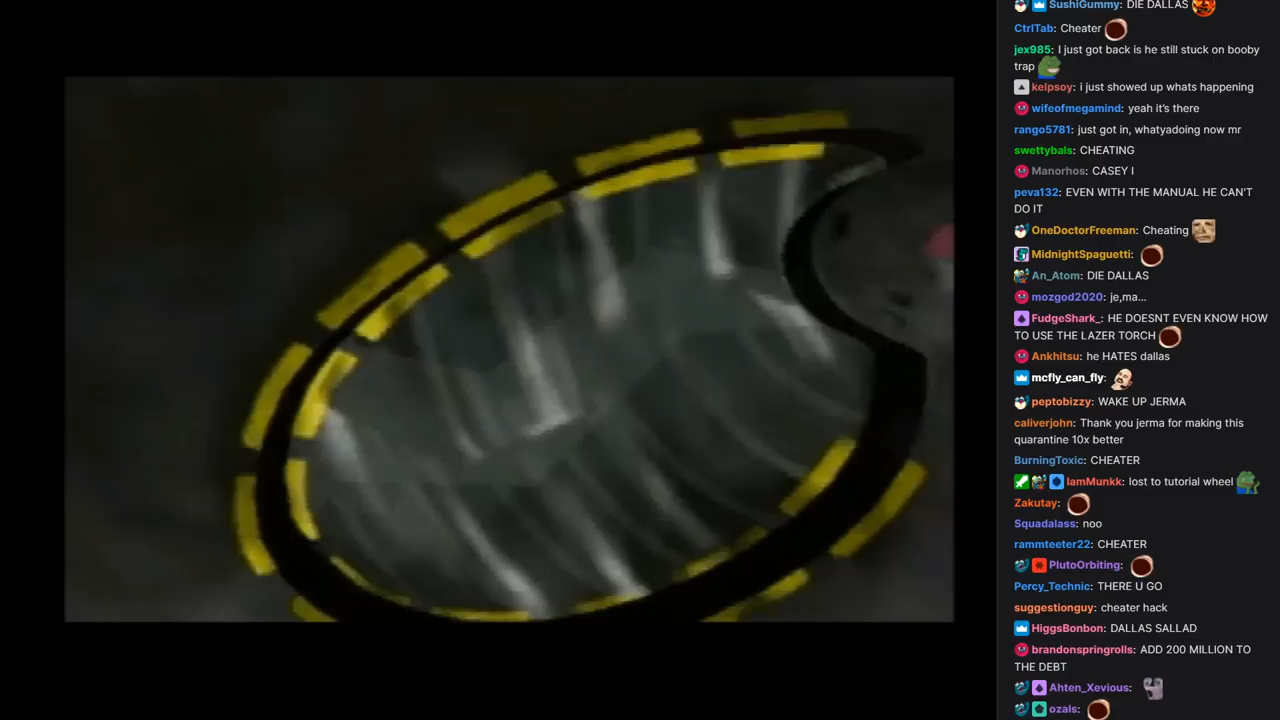 SushiGummy: DIE DALLAS
CtrlTab: Cheater
jex985: I just got back is he still stuck on booby
trap
kelpsoy: i just showed up whats happening
wifeofmegamind: yeah it's there
rango5781: just got in, whatyadoing now mr
swettybals: CHEATING
Manorhos: CASEY I
peva132: EVEN WITH THE MANUAL HE CAN'T
DO IT
OneDoctorFreeman: Cheating
MidnightSpaguetti:
An_Atom: DIE DALLAS
mozgod2020: je,ma...
FudgeShark_: HE DOESNT EVEN KNOW HOW
TO USE THE LAZER TORCH
Ankhitsu: he HATES dallas
mcfly_can_fly:
peptobizzy: WAKE UP JERMA
caliverjohn: Thank you jerma for making this
quarantine 10x better
BurningToxic: CHEATER
IamMunkk: lost to tutorial wheel
Zakutay:
Squadalass: noo
rammteeter22: CHEATER
PlutoOrbiting:
Percy_Technic: THERE U GO
suggestionguy: cheater hack
HiggsBonbon: DALLAS SALLAD
brandonspringrolls: ADD 200 MILLION TO
THE DEBT
Ahten_Xevious:
ozals: